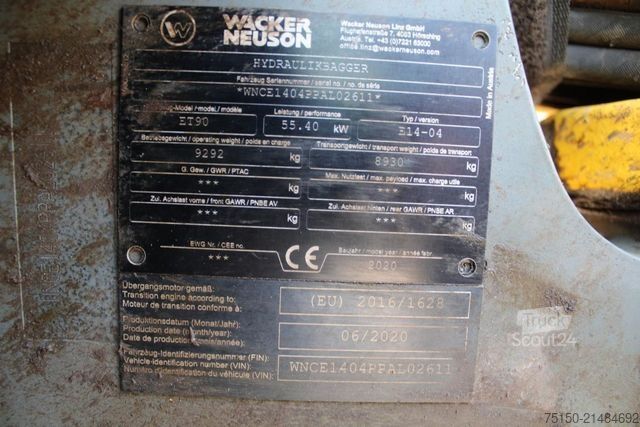 WACKER
NEUSON
Wacker Neuson Linz GmbH
Flughafenstraße 7, 4063 Hörsching
Austria, Tel. +43 (0)7221 63000
office.linz@wackerneuson.com
HYDRAULIKBAGGER
Fahrzeug Seriennummer / serial no. / no. de série
*WNCE1404PPAL02611*
Made in Austria
-Model / model / modèle
Leistung / performance
Typ / version
ET90
55.40 kW
E14-04
Betriebsgewicht / operating weight / poids en charge
Transportgewicht / transport weight / poids de transport
9292 kg
8930 kg
G. Gew. / GWR / PTAC
Max. Nutzlast / max. payload / max. charge utile
*** kg
*** kg
Zul. Achslast vorne / front GAWR / PNBE AV
Zul. Achslast hinten / rear GAWR / PNBE AR
*** kg
*** kg
EWG Nr. / CEE no.
***
CE
Baujahr / model year / année fabr.
2020
Übergangsmotor gemäß:
Transition engine according to:
Moteur de transition conforme à:
(EU) 2016/1628
Produktionsdatum (Monat/Jahr):
Production date (month/year):
Date de production (mois/année):
06/2020
Fahrzeug-Identifizierungsnummer (FIN):
Vehicle-identification number (VIN):
Numéro d'identification du véhicule (VIN):
WNCE1404PPAL02611
Truck
Scout24
75150-21484692